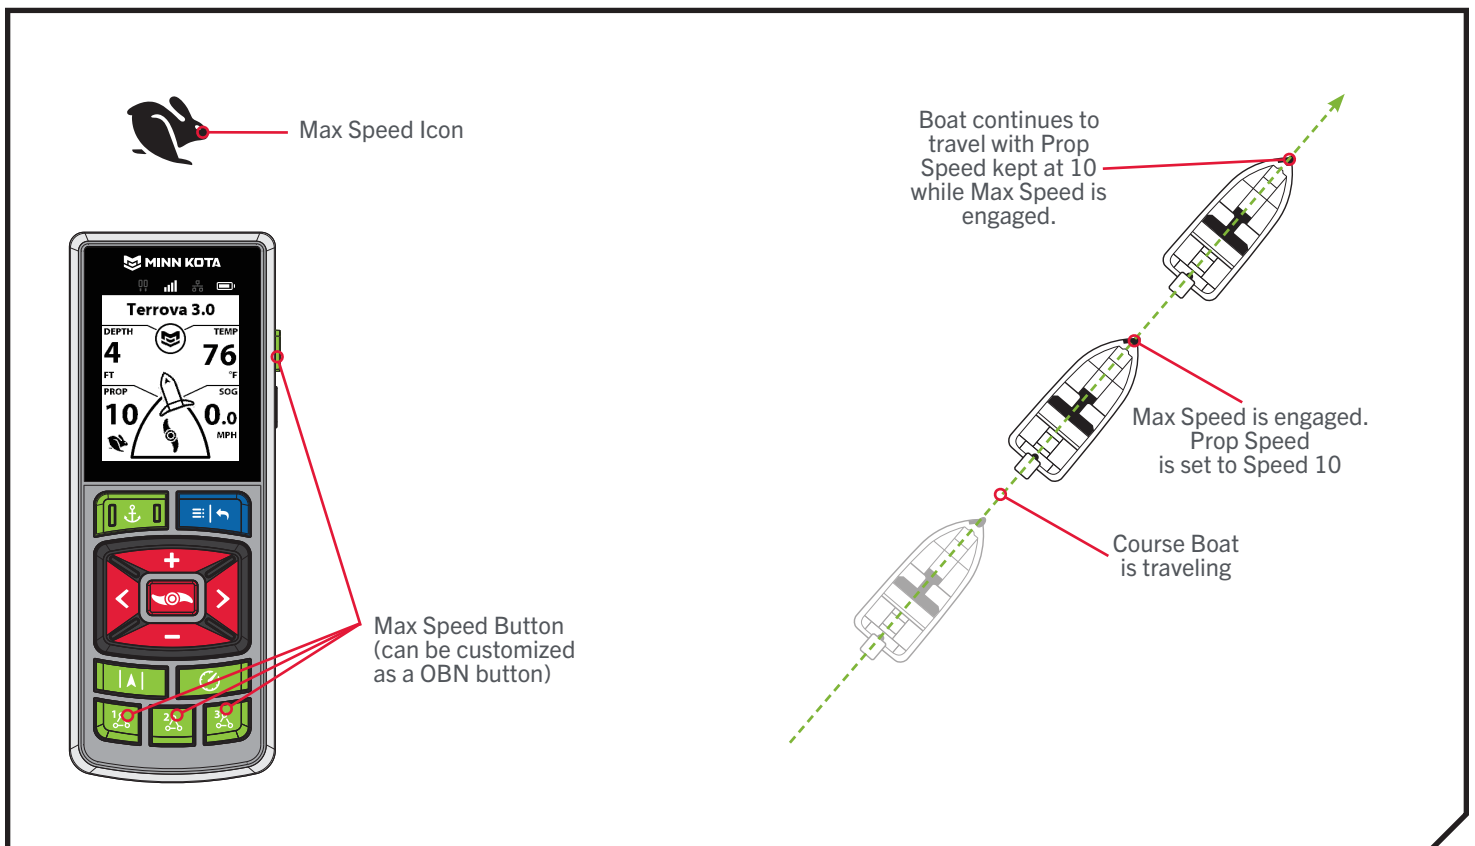 Max Speed Icon
MINN KOTA
Terrova 3.0
DEPTH
TEMP
4
76
FT
°F
PROP
SOG
10
0.0
MPH
1
2
3
Max Speed Button
(can be customized
as a OBN button)
Boat continues to
travel with Prop
Speed kept at 10
while Max Speed is
engaged.
Max Speed is engaged.
Prop Speed
is set to Speed 10
Course Boat
is traveling